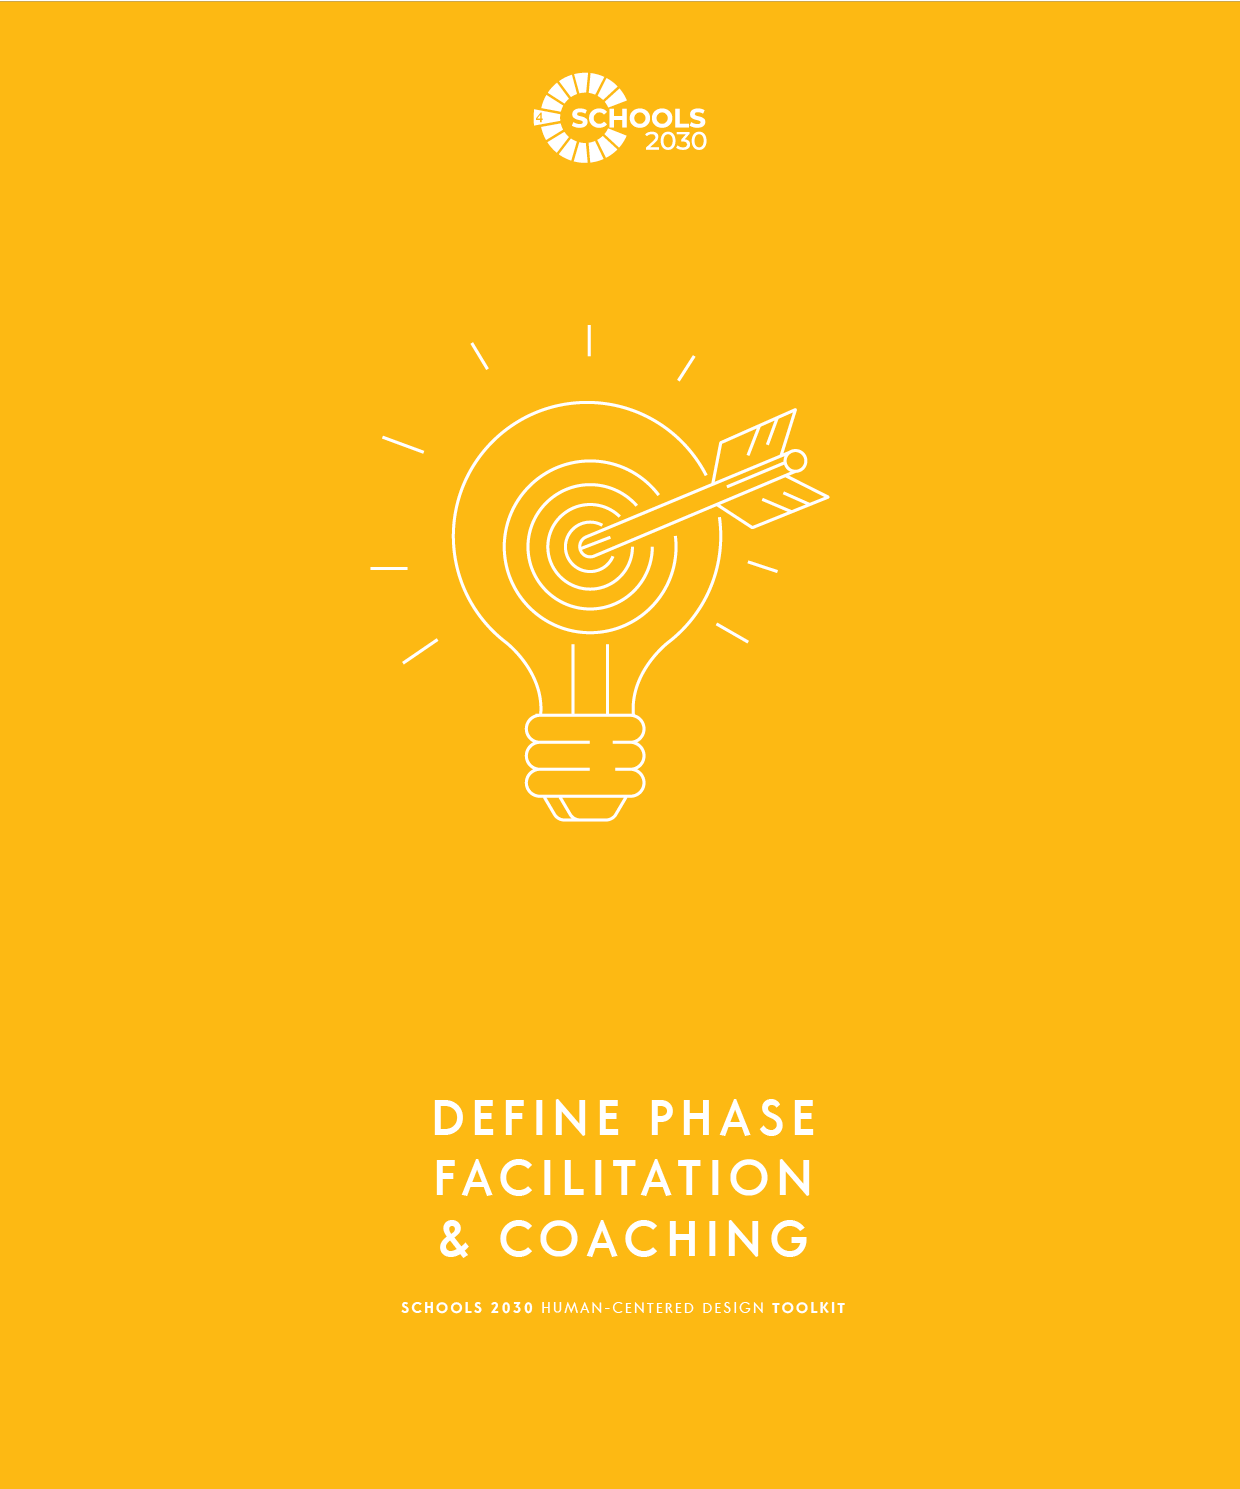 4
SCHOOLS
2030
DEFINE PHASE
FACILITATION
& COACHING
SCHOOLS 2030 HUMAN-CENTERED DESIGN TOOLKIT